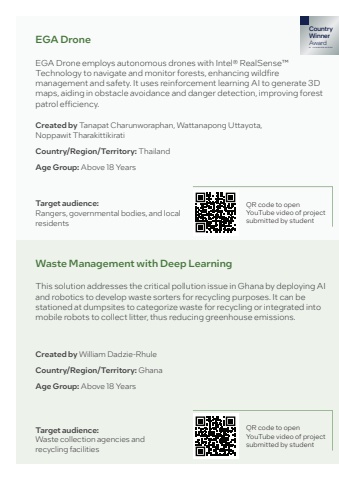 Country
Winner
Award
EGA Drone
EGA Drone employs autonomous drones with Intel® RealSense™
Technology to navigate and monitor forests, enhancing wildfire
management and safety. It uses reinforcement learning AI to generate 3D
maps, aiding in obstacle avoidance and danger detection, improving forest
patrol efficiency.
Created by Tanapat Charunworaphan, Wattanapong Uttayota,
Noppawit Tharakittikirati
Country/Region/Territory: Thailand
Age Group: Above 18 Years
Target audience:
Rangers, governmental bodies, and local
residents
QR code to open
YouTube video of project
submitted by student
Waste Management with Deep Learning
This solution addresses the critical pollution issue in Ghana by deploying AI
and robotics to develop waste sorters for recycling purposes. It can be
stationed at dumpsites to categorize waste for recycling or integrated into
mobile robots to collect litter, thus reducing greenhouse emissions.
Created by William Dadzie-Rhule
Country/Region/Territory: Ghana
Age Group: Above 18 Years
Target audience:
Waste collection agencies and
recycling facilities
QR code to open
YouTube video of project
submitted by student